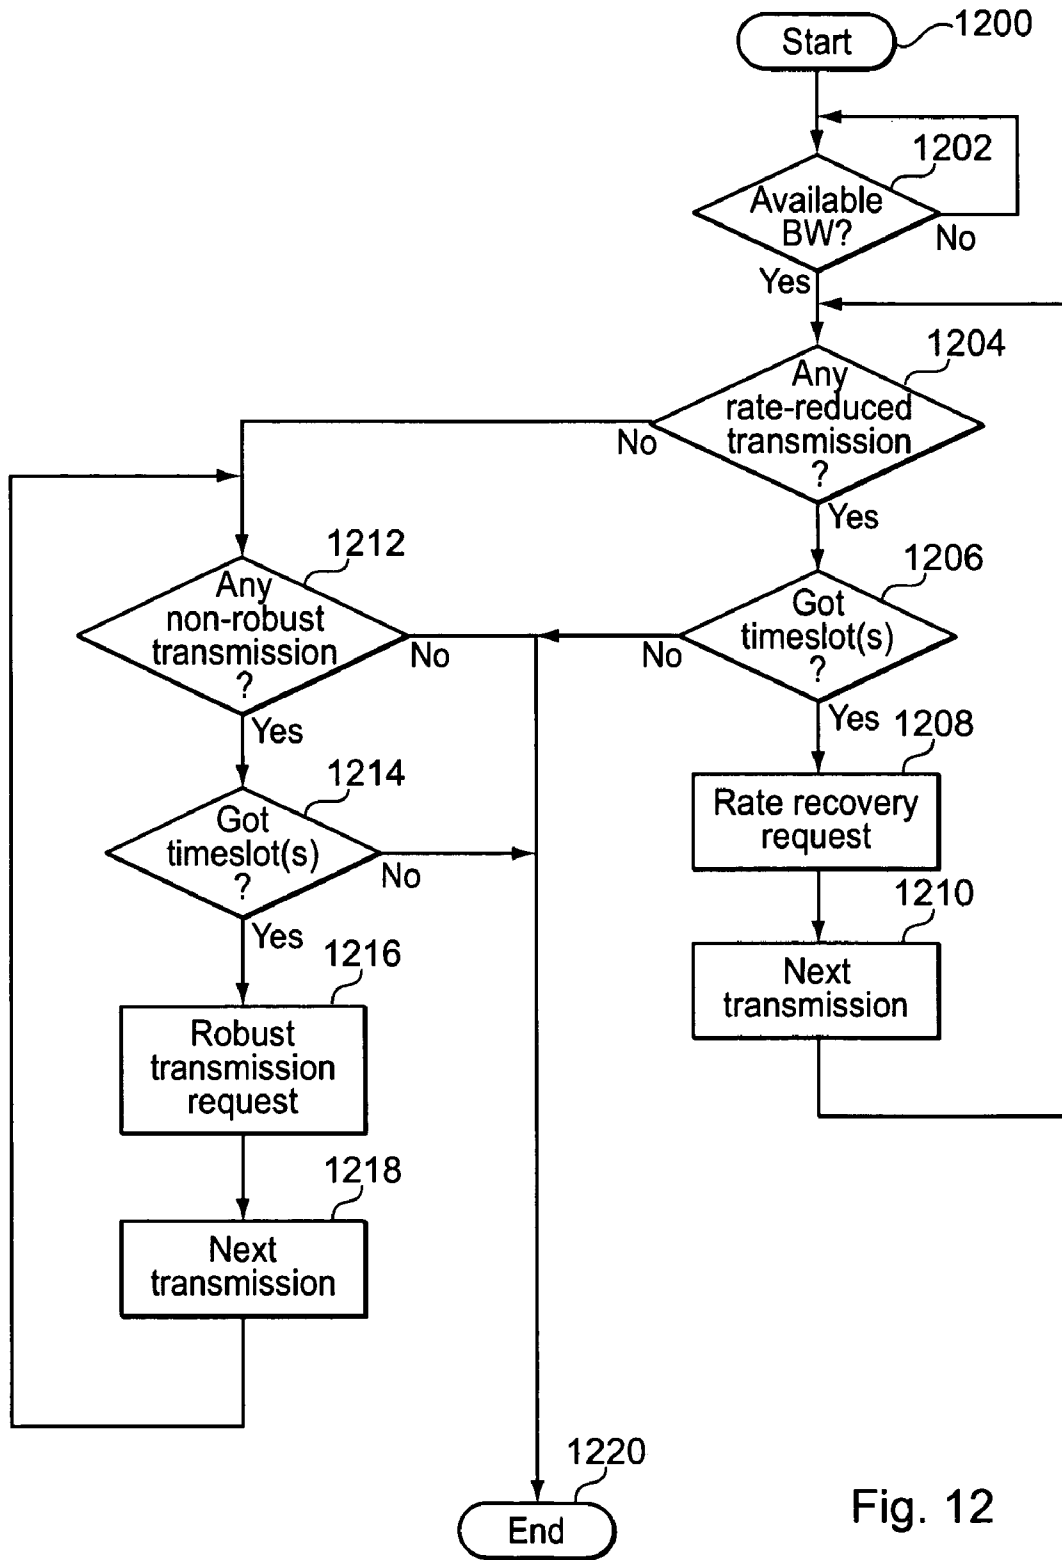 Start
1200
1202
Available
BW?
No
Yes
1204
Any
rate-reduced
transmission
?
No
Yes
1212
Any
non-robust
transmission
?
No
Yes
1206
Got
timeslot(s)
?
No
Yes
1208
Rate recovery
request
1210
Next
transmission
1214
Got
timeslot(s)
?
No
Yes
1216
Robust
transmission
request
1218
Next
transmission
1220
End
Fig. 12